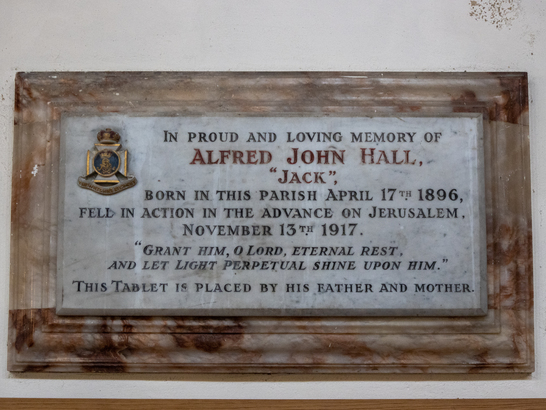 In proud and loving memory of
Alfred John Hall,
"Jack",
born in this parish April 17th 1896,
fell in action in the advance on Jerusalem,
November 13th 1917.
"Grant him, O Lord, eternal rest,
and let Light Perpetual shine upon him."
This Tablet is placed by his father and mother.